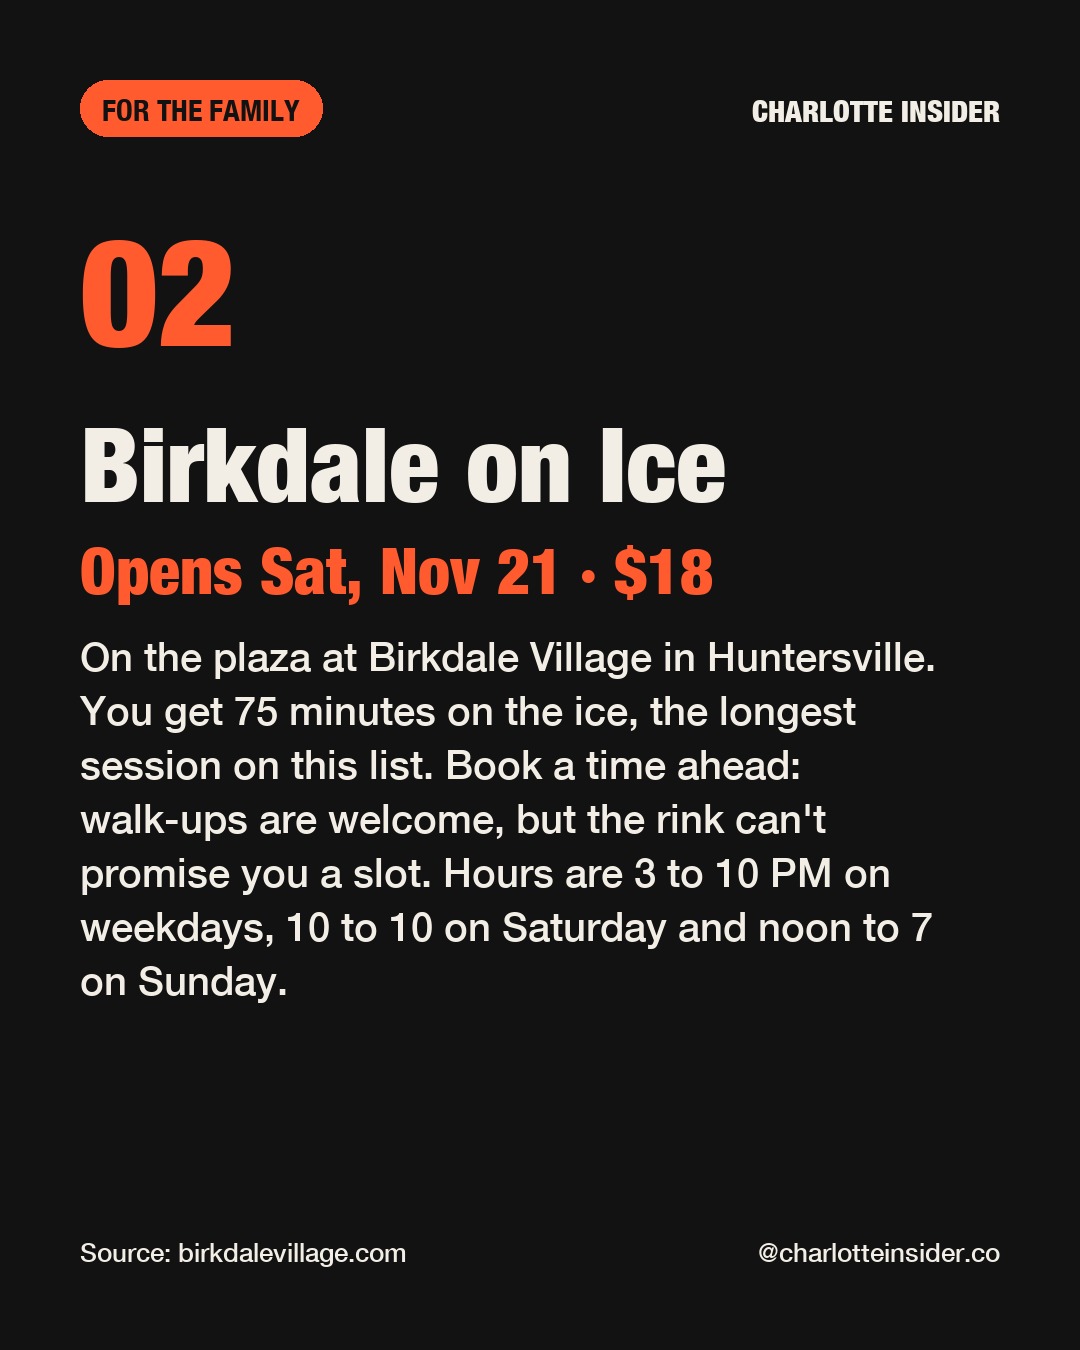 FOR THE FAMILY
CHARLOTTE INSIDER
02
Birkdale on Ice
Opens Sat, Nov 21 · $18
On the plaza at Birkdale Village in Huntersville.
You get 75 minutes on the ice, the longest
session on this list. Book a time ahead:
walk-ups are welcome, but the rink can't
promise you a slot. Hours are 3 to 10 PM on
weekdays, 10 to 10 on Saturday and noon to 7
on Sunday.
Source: birkdalevillage.com
@charlotteinsider.co